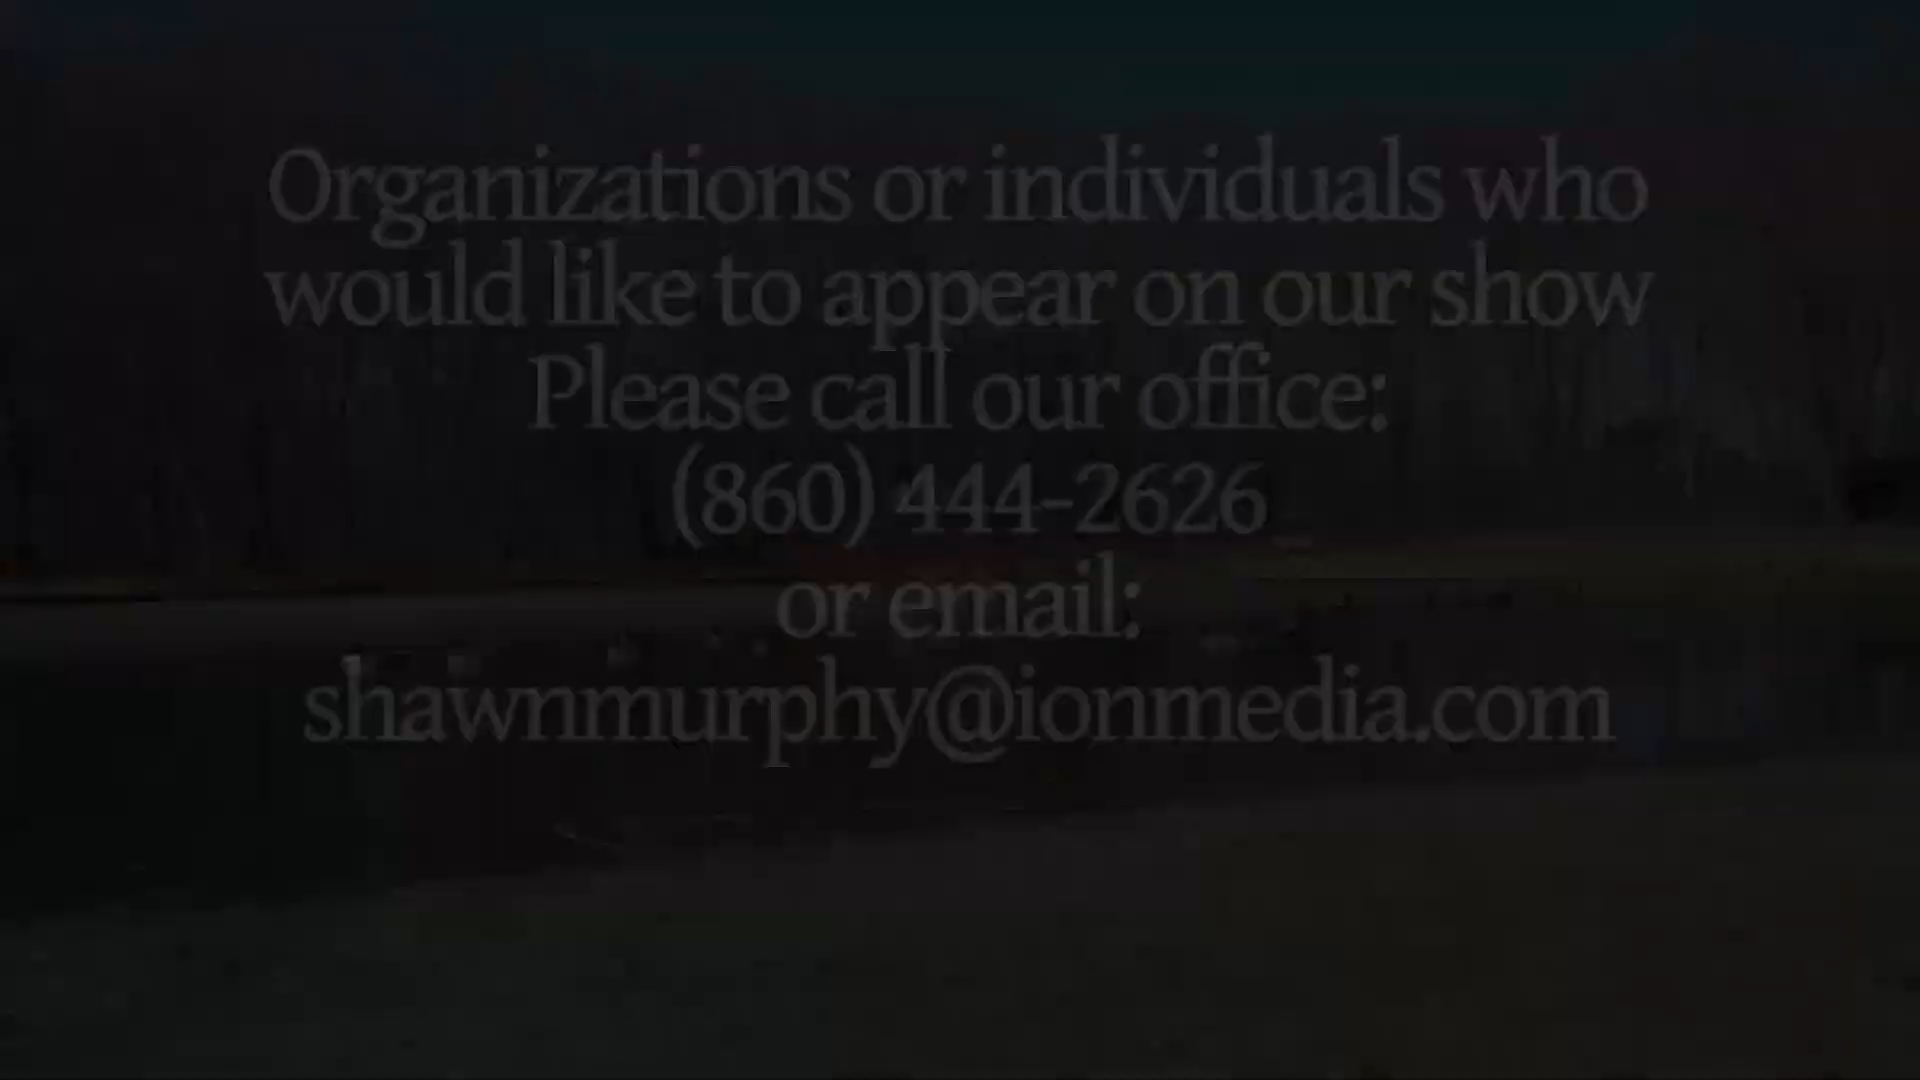 Organizations or individuals who
would like to appear on our show
Please call our office:
(860) 444-2626
or email:
shawnmurphy@ionmedia.com